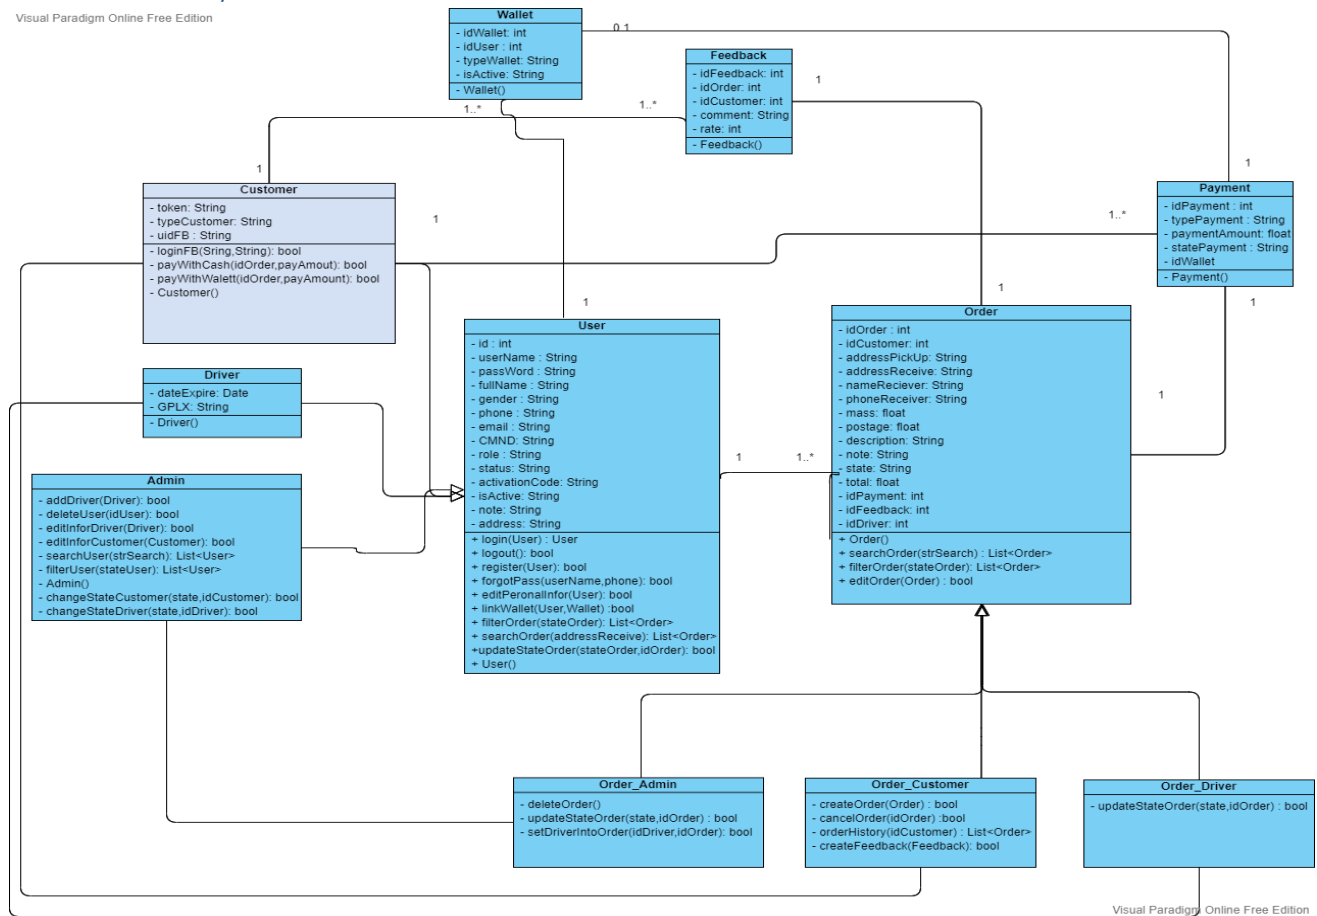 Visual Paradigm Online Free Edition
Wallet
- idWallet: int
- idUser : int
- typeWallet: String
- isActive: String
- Wallet()
0.1
Feedback
- idFeedback: int
- idOrder: int
- idCustomer: int
- comment: String
- rate: int
- Feedback()
1
1..*
1..*
1
1
Customer
- token: String
- typeCustomer: String
- uidFB : String
- loginFB(Sring,String): bool
- payWithCash(idOrder,payAmout): bool
- payWithWalett(idOrder,payAmount): bool
- Customer()
1
1..*
Payment
- idPayment : int
- typePayment : String
- paymentAmount: float
- statePayment : String
- idWallet
- Payment()
1
1
1
User
- id : int
- userName : String
- passWord : String
- fullName : String
- gender : String
- phone : String
- email : String
- CMND: String
- role : String
- status: String
- activationCode: String
- isActive: String
- note: String
- address: String
+ login(User) : User
+ logout(): bool
+ register(User): bool
+ forgotPass(userName,phone): bool
+ editPeronalInfo(User): bool
+ linkWallet(User,Wallet) :bool
+ filterOrder(stateOrder): List<Order>
+ searchOrder(addressReceive): List<Order>
+updateStateOrder(stateOrder,idOrder): bool
+ User()
Order
- idOrder : int
- idCustomer: int
- addressPickUp: String
- addressReceive: String
- nameReciever: String
- phoneReceiver: String
- mass: float
- postage: float
- description: String
- note: String
- state: String
- total: float
- idPayment: int
- idFeedback: int
- idDriver: int
+ Order()
+ searchOrder(strSearch) : List<Order>
+ filterOrder(stateOrder): List<Order>
+ editOrder(Order) : bool
1
1
1..*
Driver
- dateExpire: Date
- GPLX: String
- Driver()
Admin
- addDriver(Driver): bool
- deleteUser(idUser): bool
- editInforDriver(Driver): bool
- editInforCustomer(Customer): bool
- searchUser(strSearch): List<User>
- filterUser(stateUser): List<User>
- Admin()
- changeStateCustomer(state,idCustomer): bool
- changeStateDriver(state,idDriver): bool
Order_Admin
- deleteOrder()
- updateStateOrder(state,idOrder) : bool
- setDriverIntoOrder(idDriver,idOrder): bool
Order_Customer
- createOrder(Order) : bool
- cancelOrder(idOrder) :bool
- orderHistory(idCustomer) : List<Order>
- createFeedback(Feedback): bool
Order_Driver
- updateStateOrder(state,idOrder) : bool
Visual Paradigm Online Free Edition